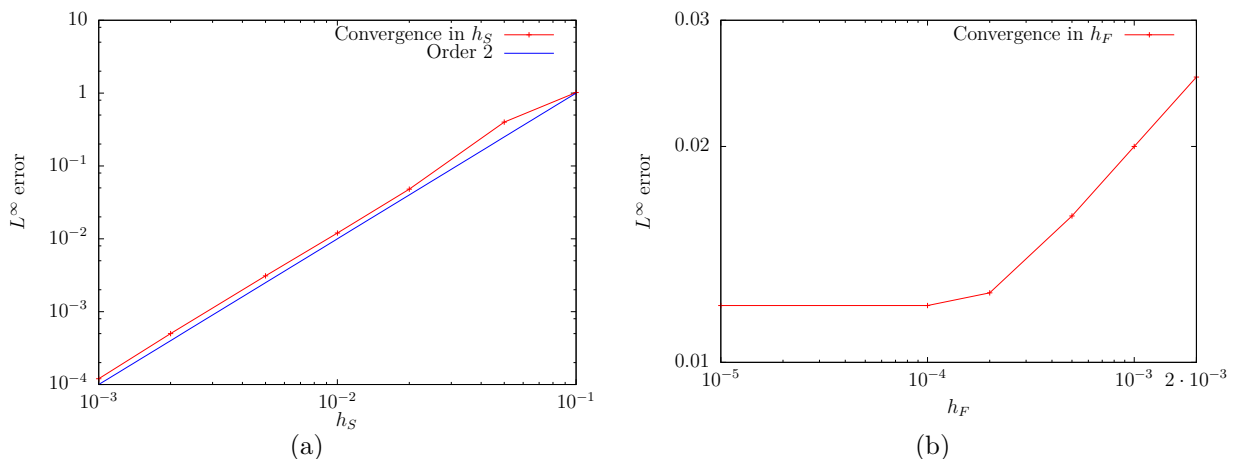 10
1
10⁻¹
10⁻²
10⁻³
10⁻⁴
10⁻³
10⁻²
10⁻¹
L^∞ error
h_S
Convergence in h_S
Order 2
(a)
0.03
0.02
0.01
10⁻⁵
10⁻⁴
10⁻³
2 · 10⁻³
L^∞ error
h_F
Convergence in h_F
(b)